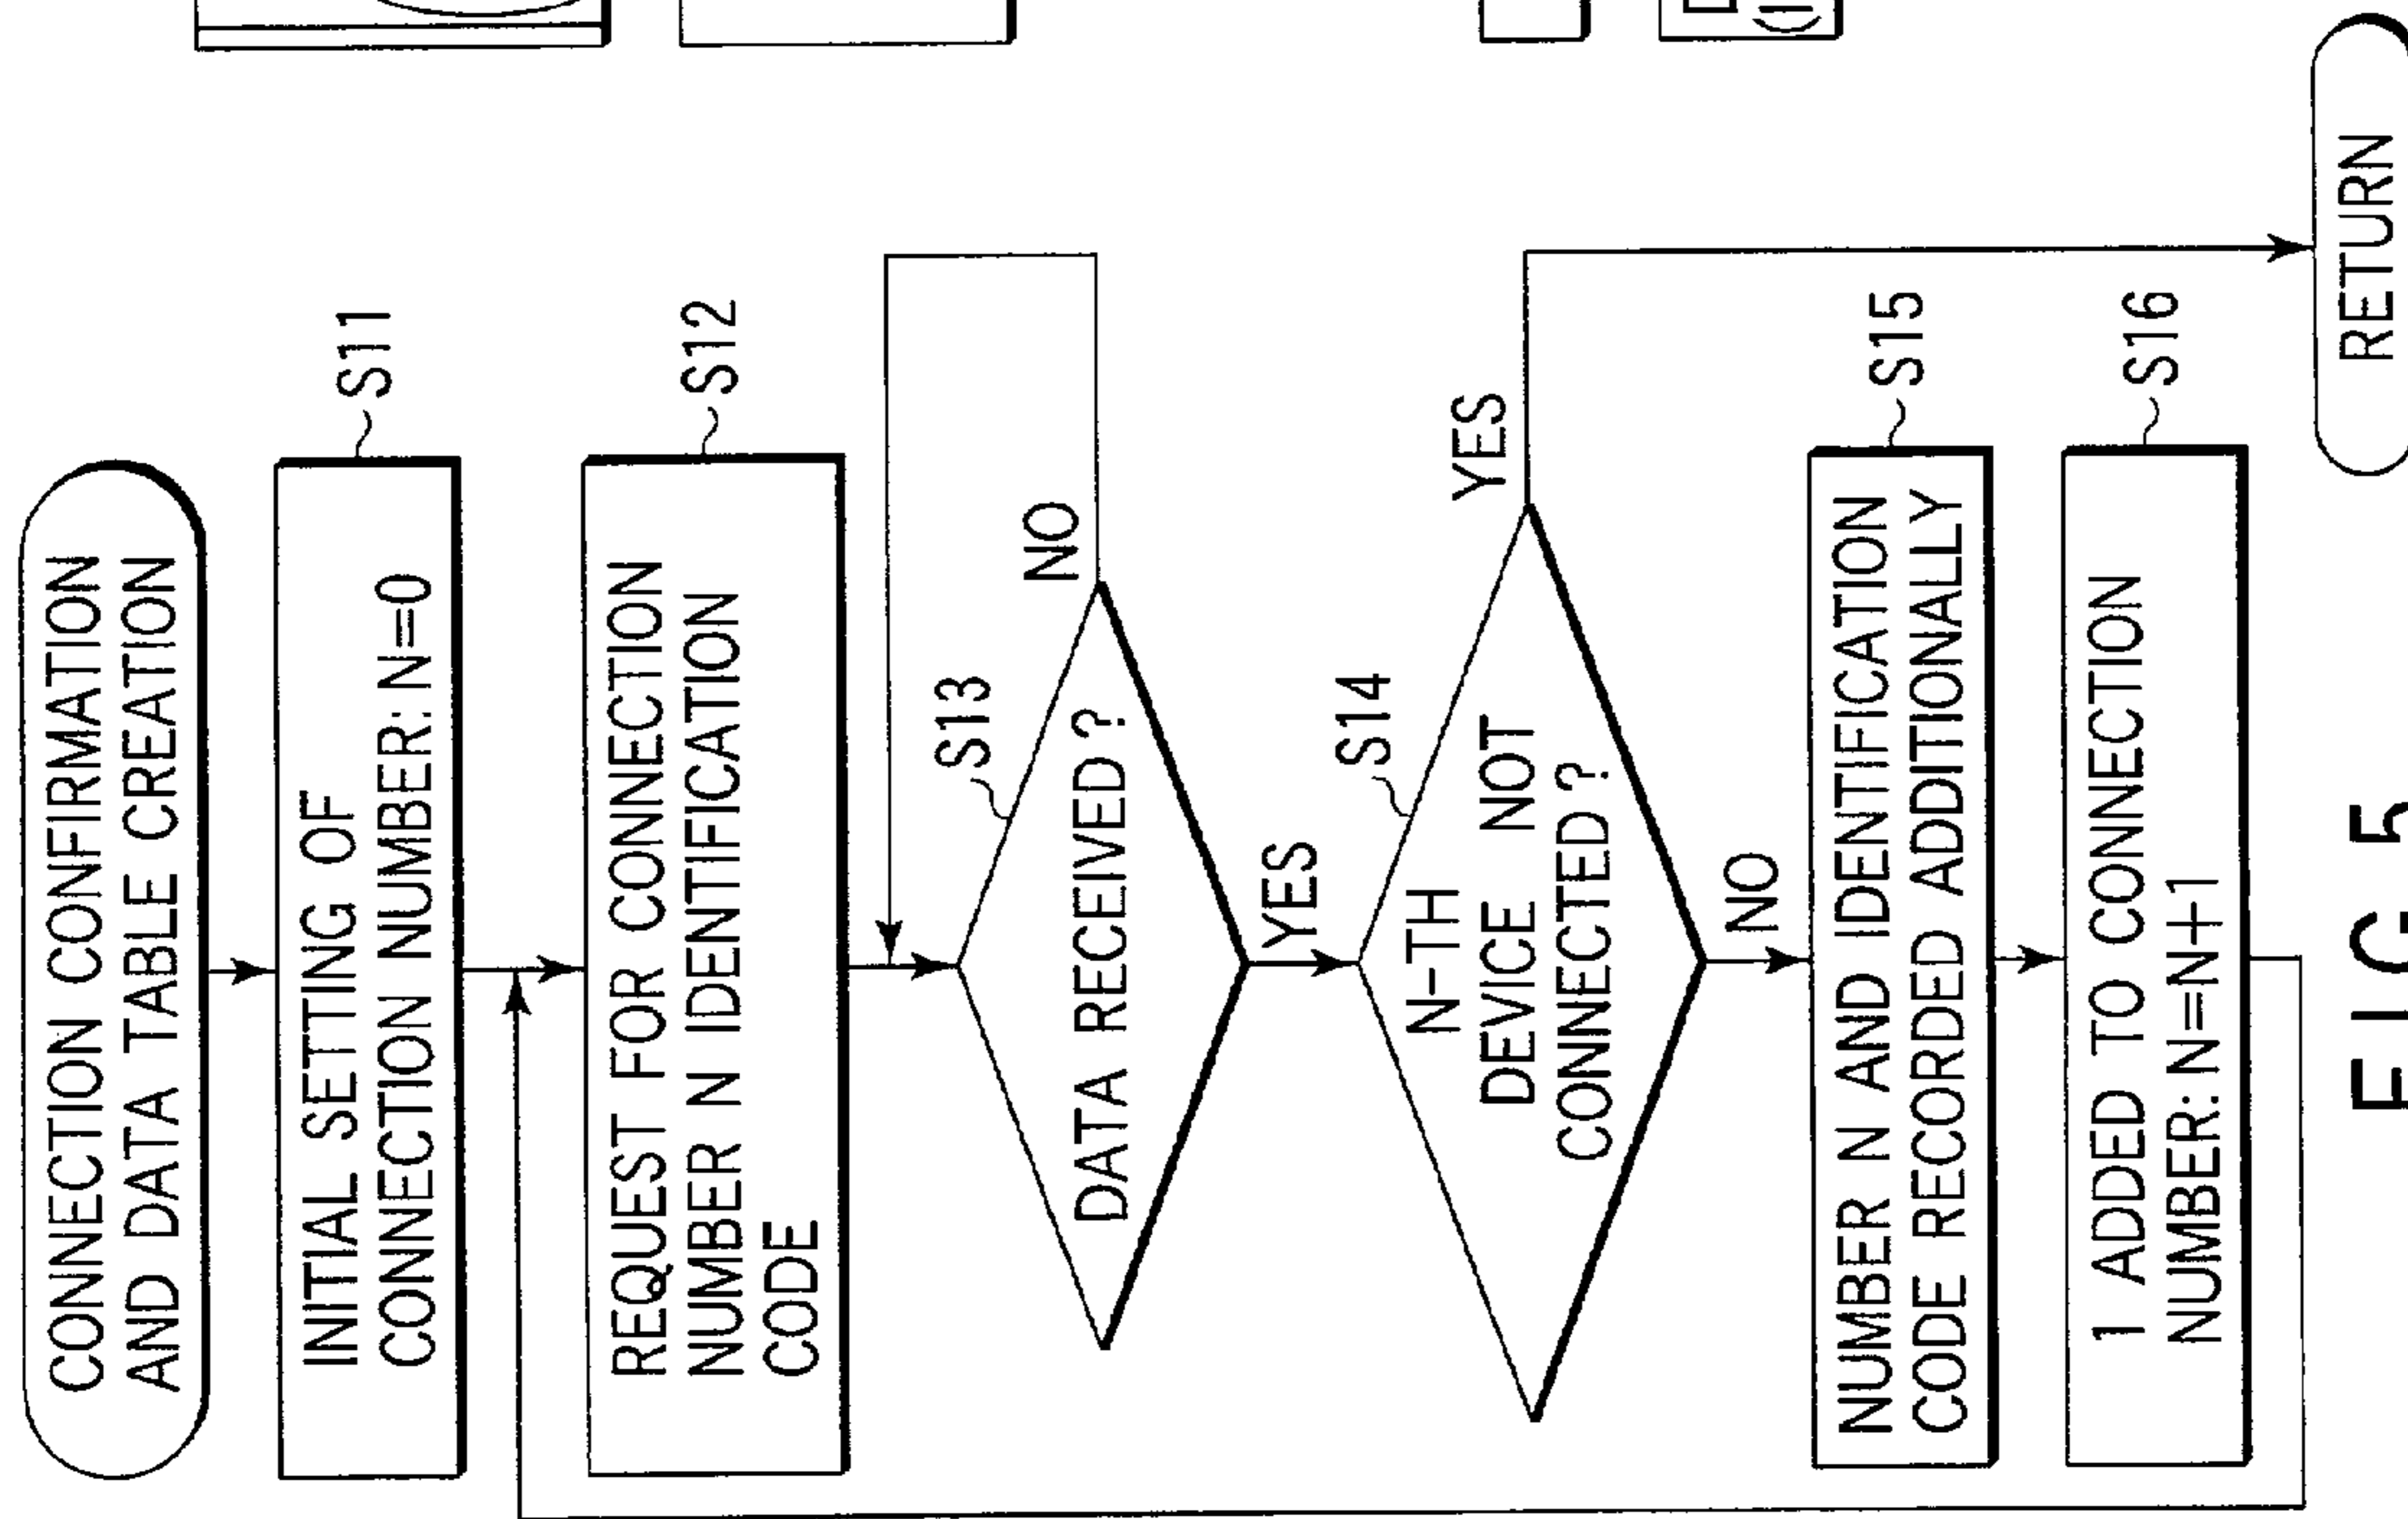 CONNECTION CONFIRMATION
AND DATA TABLE CREATION
INITIAL SETTING OF
CONNECTION NUMBER: N=0
S11
REQUEST FOR CONNECTION
NUMBER N IDENTIFICATION
CODE
S12
S13
DATA RECEIVED ?
NO
YES
S14
N-TH
DEVICE NOT
CONNECTED ?
YES
NO
NUMBER N AND IDENTIFICATION
CODE RECORDED ADDITIONALLY
S15
1 ADDED TO CONNECTION
NUMBER: N=N+1
S16
RETURN
FIG. 5